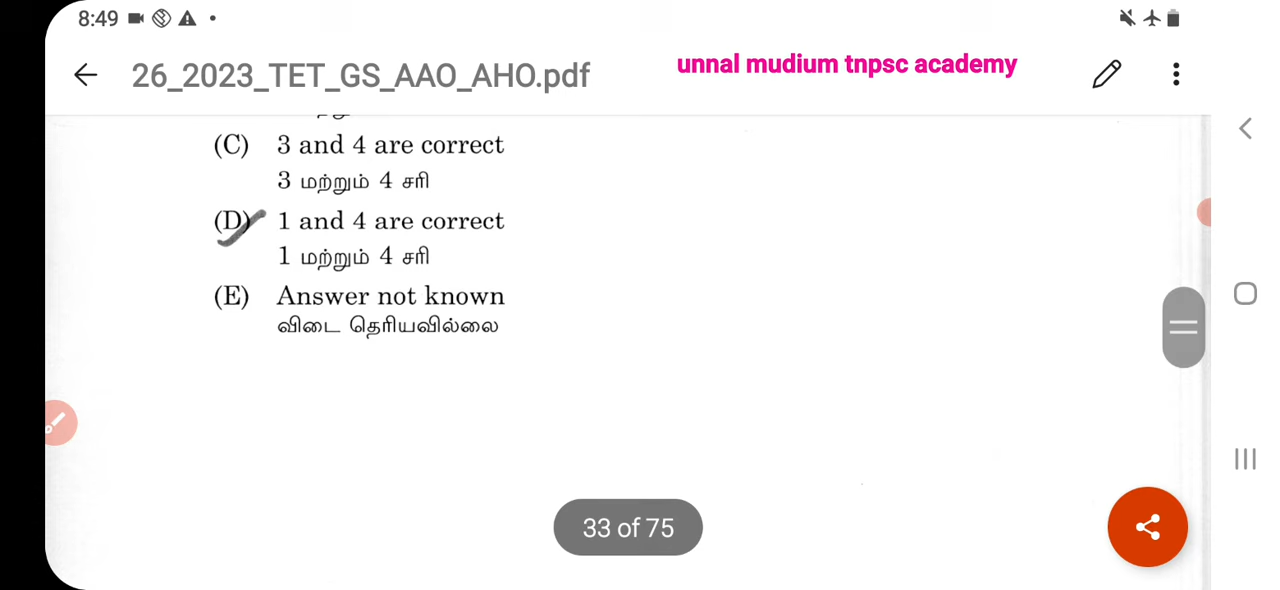 8:49
26_2023_TET_GS_AAO_AHO.pdf
unnal mudium tnpsc academy
(C) 3 and 4 are correct
3 மற்றும் 4 சரி
(D) 1 and 4 are correct
1 மற்றும் 4 சரி
(E) Answer not known
விடை தெரியவில்லை
33 of 75